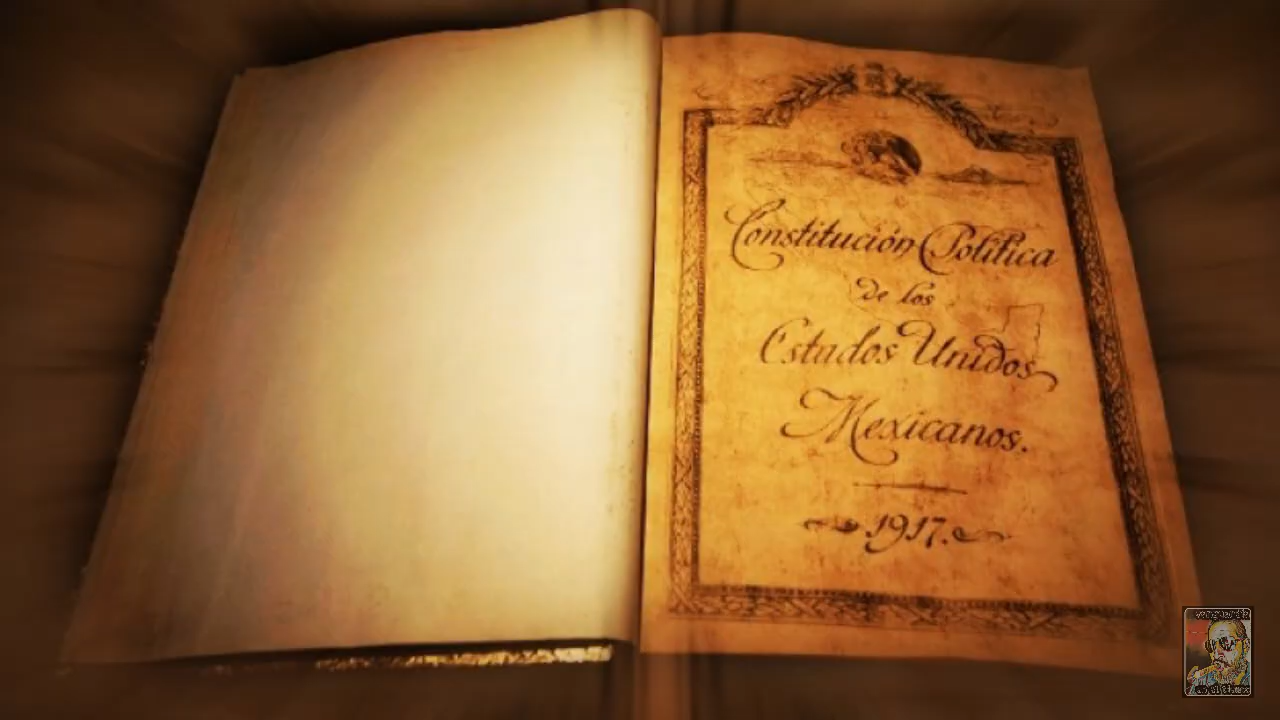 Constitución Política
de los
Estados Unidos
Mexicanos.
1917.